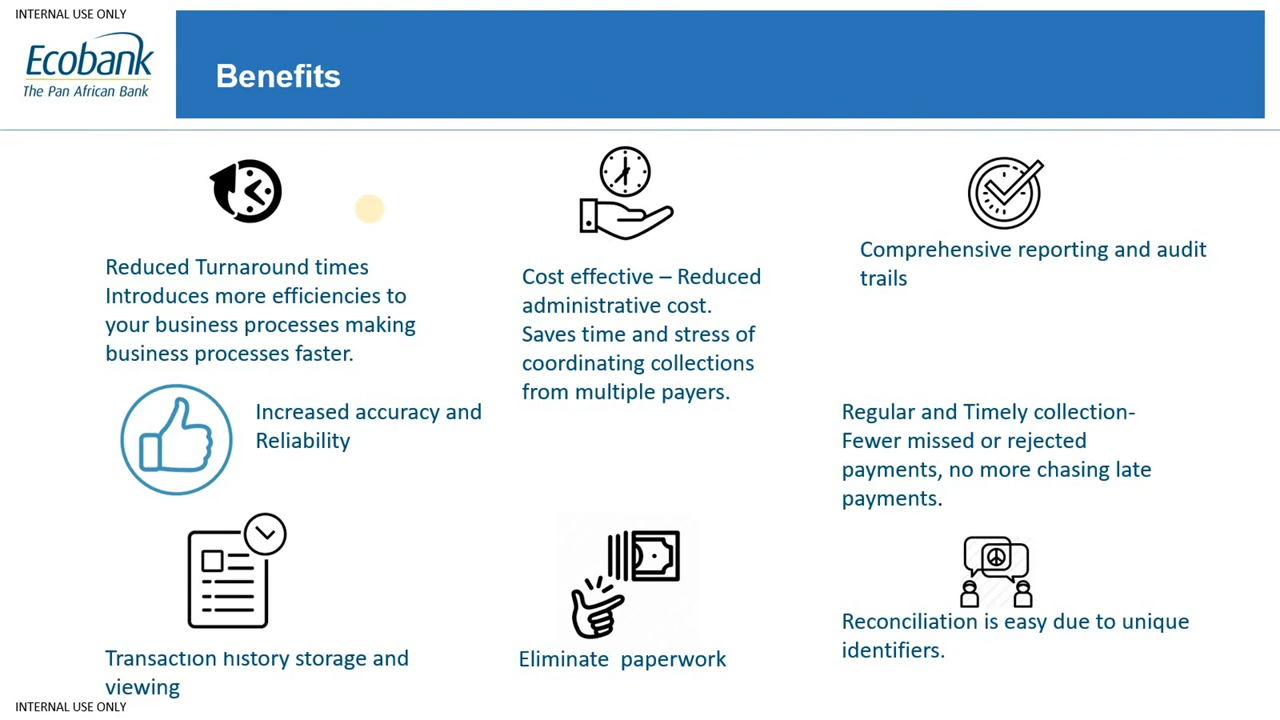 INTERNAL USE ONLY
Ecobank
The Pan African Bank
Benefits
Reduced Turnaround times
Introduces more efficiencies to
your business processes making
business processes faster.
Cost effective – Reduced
administrative cost.
Saves time and stress of
coordinating collections
from multiple payers.
Comprehensive reporting and audit
trails
Increased accuracy and
Reliability
Regular and Timely collection-
Fewer missed or rejected
payments, no more chasing late
payments.
Transaction history storage and
viewing
Eliminate  paperwork
Reconciliation is easy due to unique
identifiers.
INTERNAL USE ONLY